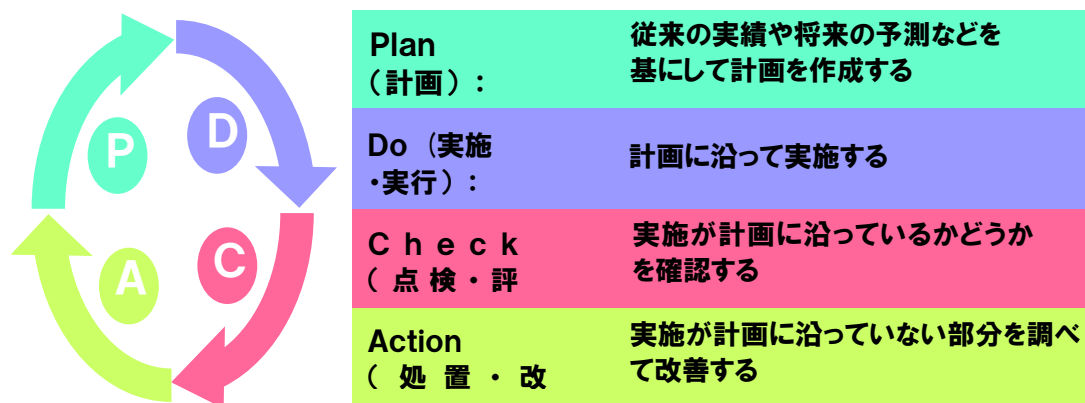 P
D
C
A
Plan
（計画）：
従来の実績や将来の予測などを
基にして計画を作成する
Do（実施
・実行）：
計画に沿って実施する
Check
（点検・評
実施が計画に沿っているかどうか
を確認する
Action
（処置・改
実施が計画に沿っていない部分を調べ
て改善する